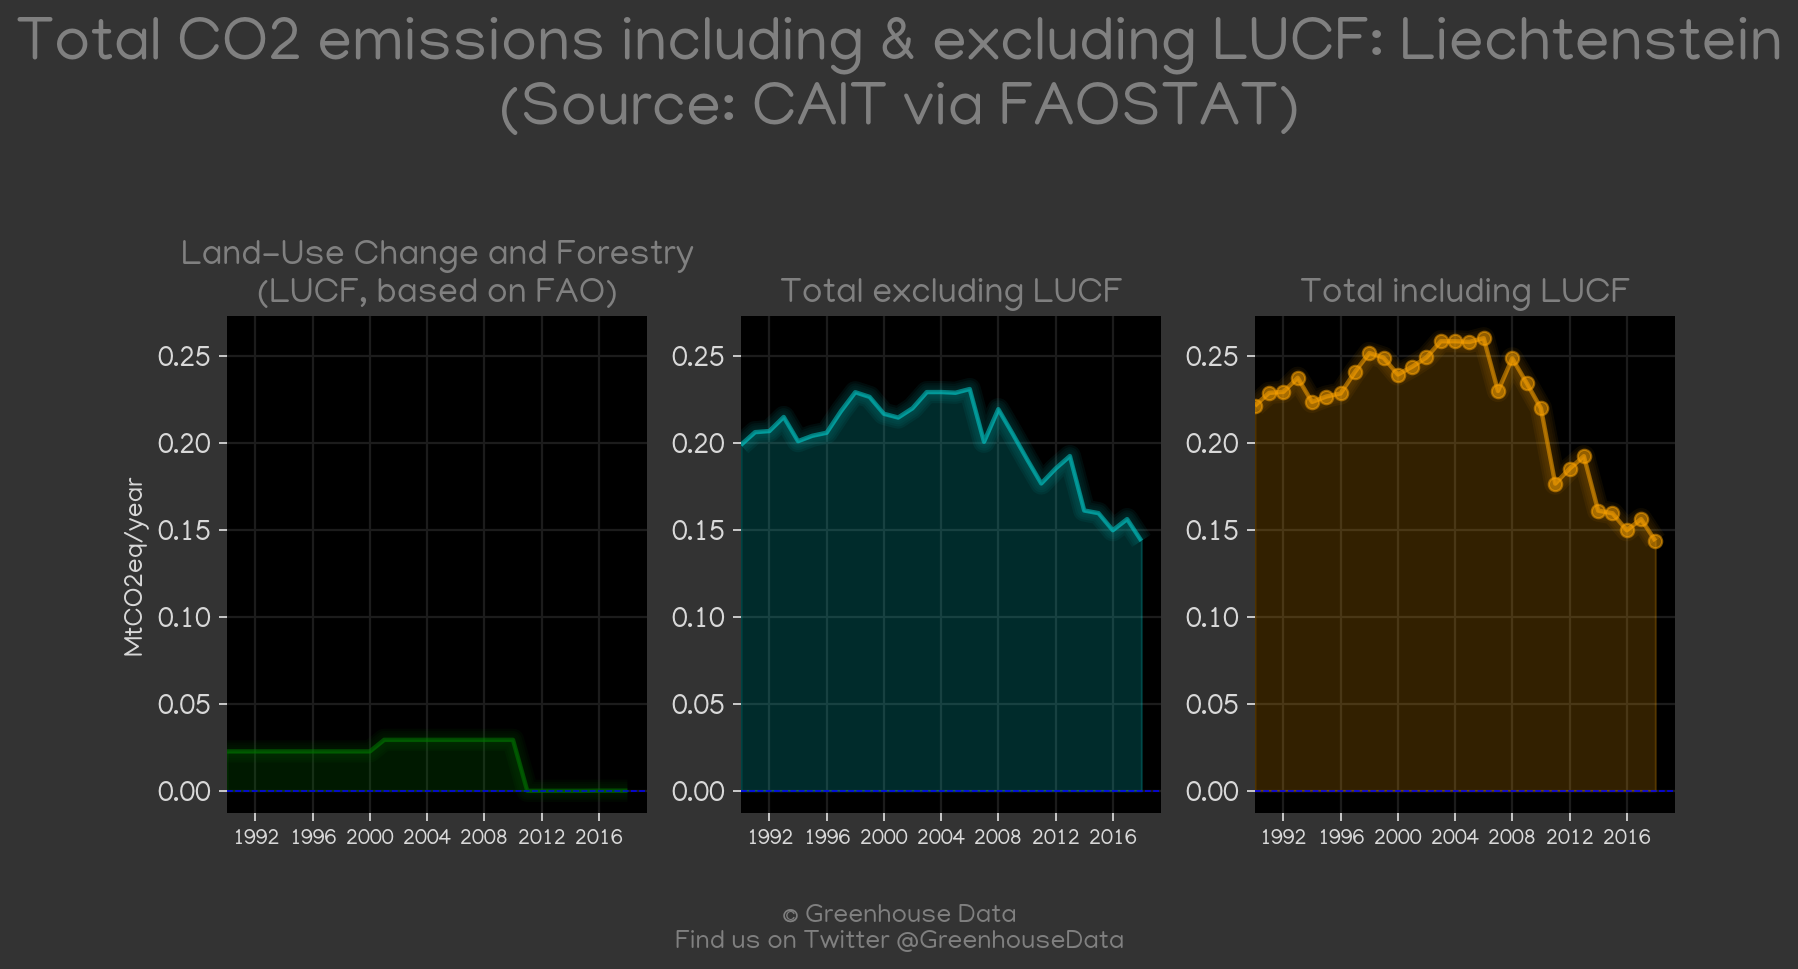 Total CO2 emissions including & excluding LUCF: Liechtenstein
(Source: CAIT via FAOSTAT)
Land-Use Change and Forestry
(LUCF, based on FAO)
MtCO2eq/year
0.25
0.20
0.15
0.10
0.05
0.00
1992 1996 2000 2004 2008 2012 2016
Total excluding LUCF
0.25
0.20
0.15
0.10
0.05
0.00
1992 1996 2000 2004 2008 2012 2016
Total including LUCF
0.25
0.20
0.15
0.10
0.05
0.00
1992 1996 2000 2004 2008 2012 2016
© Greenhouse Data
Find us on Twitter @GreenhouseData